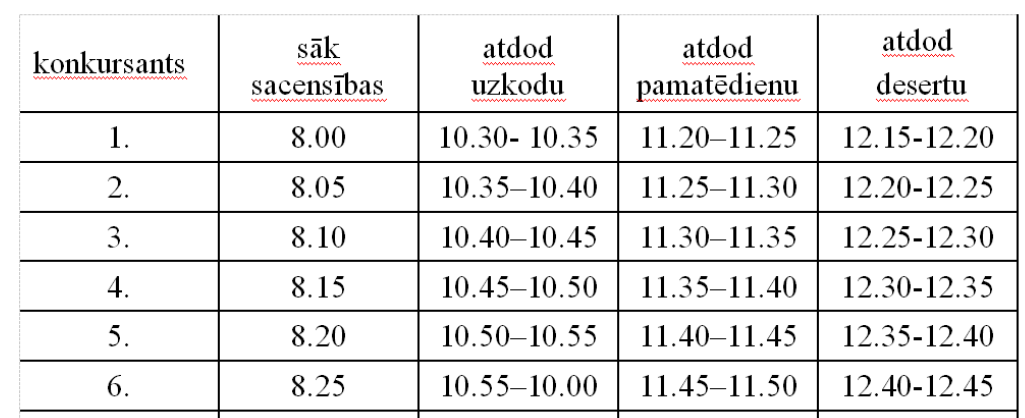 konkursants sāk sacensības atdod uzkodu atdod pamatēdienu atdod desertu
1. 8.00 10.30- 10.35 11.20–11.25 12.15-12.20
2. 8.05 10.35–10.40 11.25–11.30 12.20-12.25
3. 8.10 10.40–10.45 11.30–11.35 12.25-12.30
4. 8.15 10.45–10.50 11.35–11.40 12.30-12.35
5. 8.20 10.50–10.55 11.40–11.45 12.35-12.40
6. 8.25 10.55–10.00 11.45–11.50 12.40-12.45